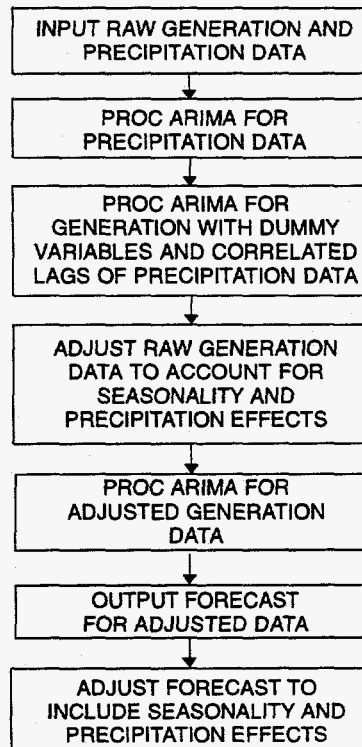 INPUT RAW GENERATION AND
PRECIPITATION DATA
PROC ARIMA FOR
PRECIPITATION DATA
PROC ARIMA FOR
GENERATION WITH DUMMY
VARIABLES AND CORRELATED
LAGS OF PRECIPITATION DATA
ADJUST RAW GENERATION
DATA TO ACCOUNT FOR
SEASONALITY AND
PRECIPITATION EFFECTS
PROC ARIMA FOR
ADJUSTED GENERATION
DATA
OUTPUT FORECAST
FOR ADJUSTED DATA
ADJUST FORECAST TO
INCLUDE SEASONALITY AND
PRECIPITATION EFFECTS